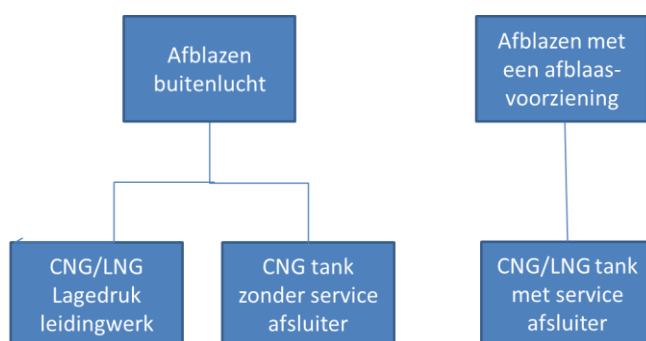 Afblazen
buitenlucht
Afblazen met
een afblaas-
voorziening
CNG/LNG
Lagedruk
leidingwerk
CNG tank
zonder service
afsluiter
CNG/LNG tank
met service
afsluiter